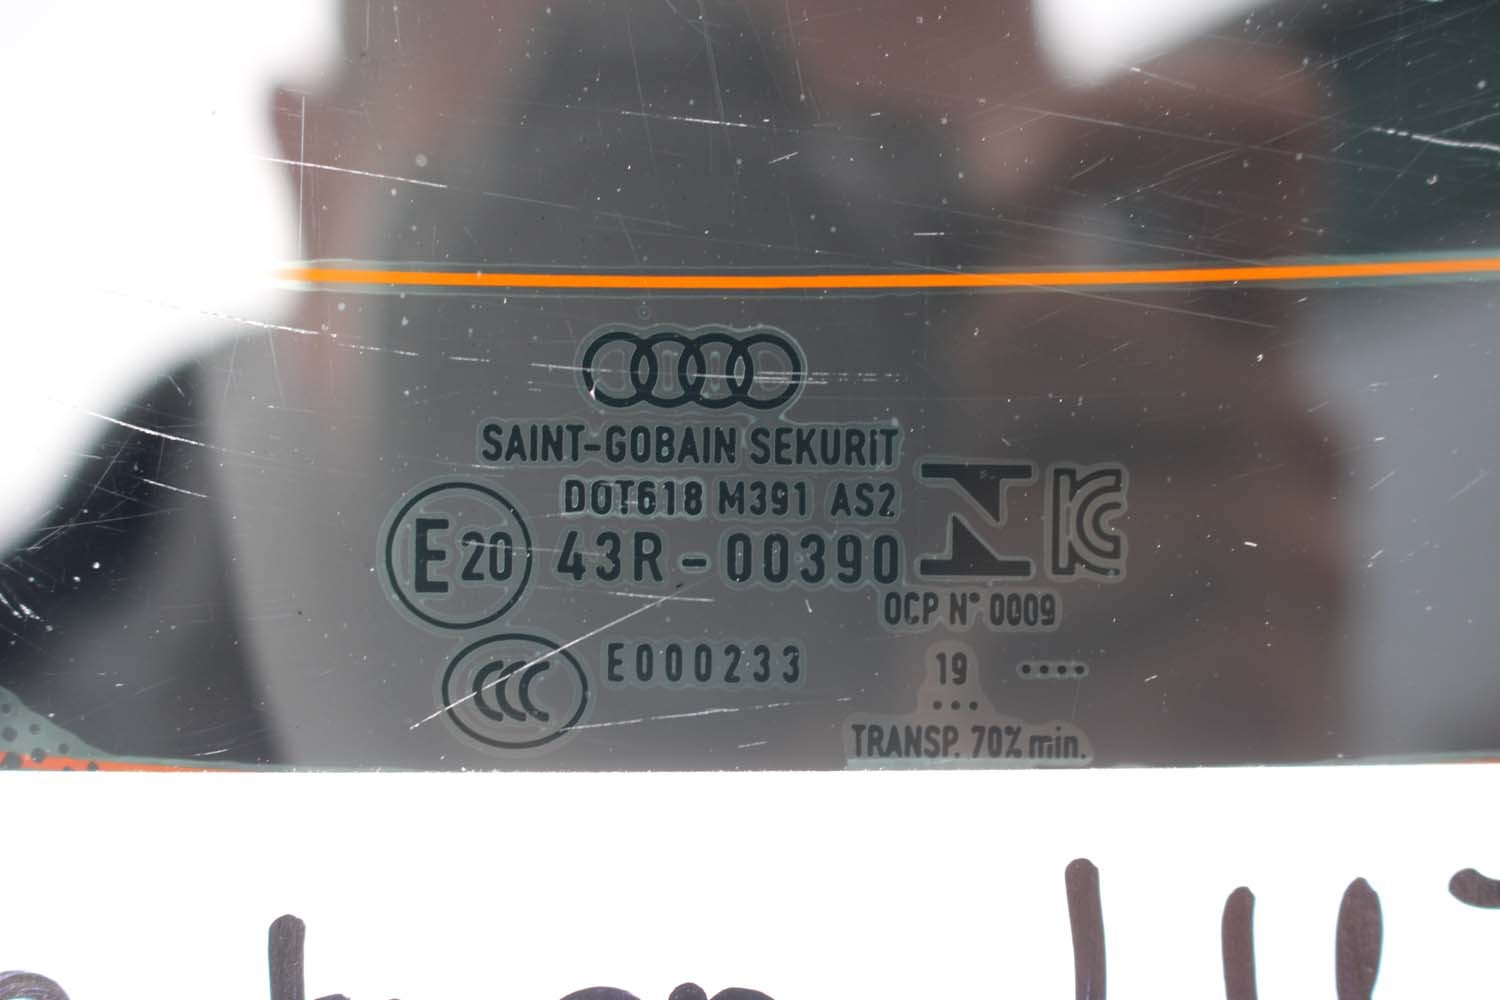 SAINT-GOBAIN SEKURIT
DOT618 M391 AS2
E20 43R-00390
OCP N° 0009
CCC E000233
19 ....
...
TRANSP. 70% min.